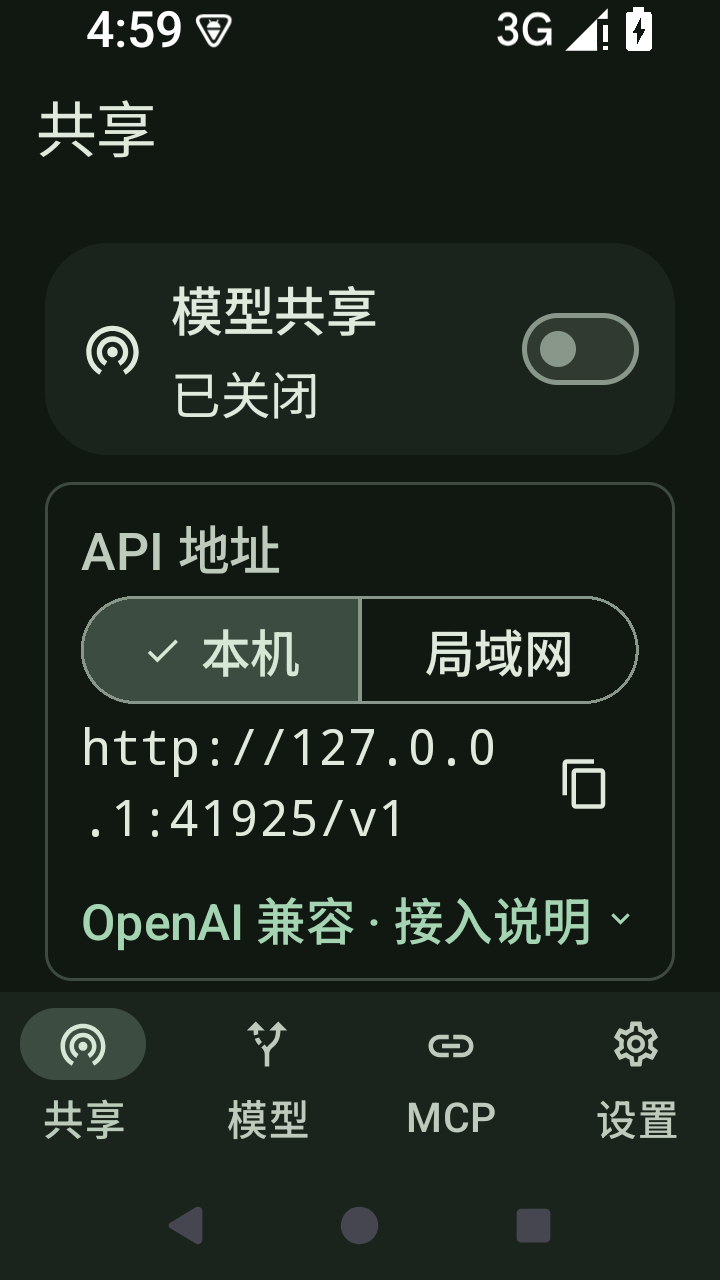 4:59
3G
共享
模型共享
已关闭
API 地址
本机
局域网
http://127.0.0
.1:41925/v1
OpenAI 兼容 · 接入说明
共享
模型
MCP
设置